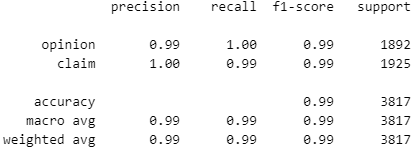 precision recall f1-score support
opinion 0.99 1.00 0.99 1892
claim 1.00 0.99 0.99 1925
accuracy 0.99 3817
macro avg 0.99 0.99 0.99 3817
weighted avg 0.99 0.99 0.99 3817